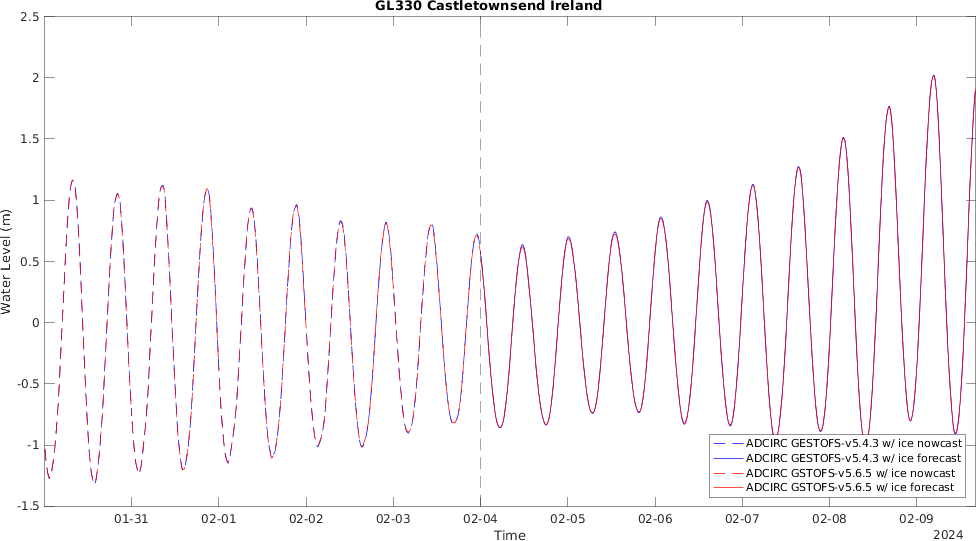 GL330 Castletownsend Ireland
2.5
2
1.5
1
0.5
0
-0.5
-1
-1.5
Water Level (m)
ADCIRC GESTOFS-v5.4.3 w/ ice nowcast
ADCIRC GESTOFS-v5.4.3 w/ ice forecast
ADCIRC GSTOFS-v5.6.5 w/ ice nowcast
ADCIRC GSTOFS-v5.6.5 w/ ice forecast
01-31 02-01 02-02 02-03 02-04 02-05 02-06 02-07 02-08 02-09
Time
2024